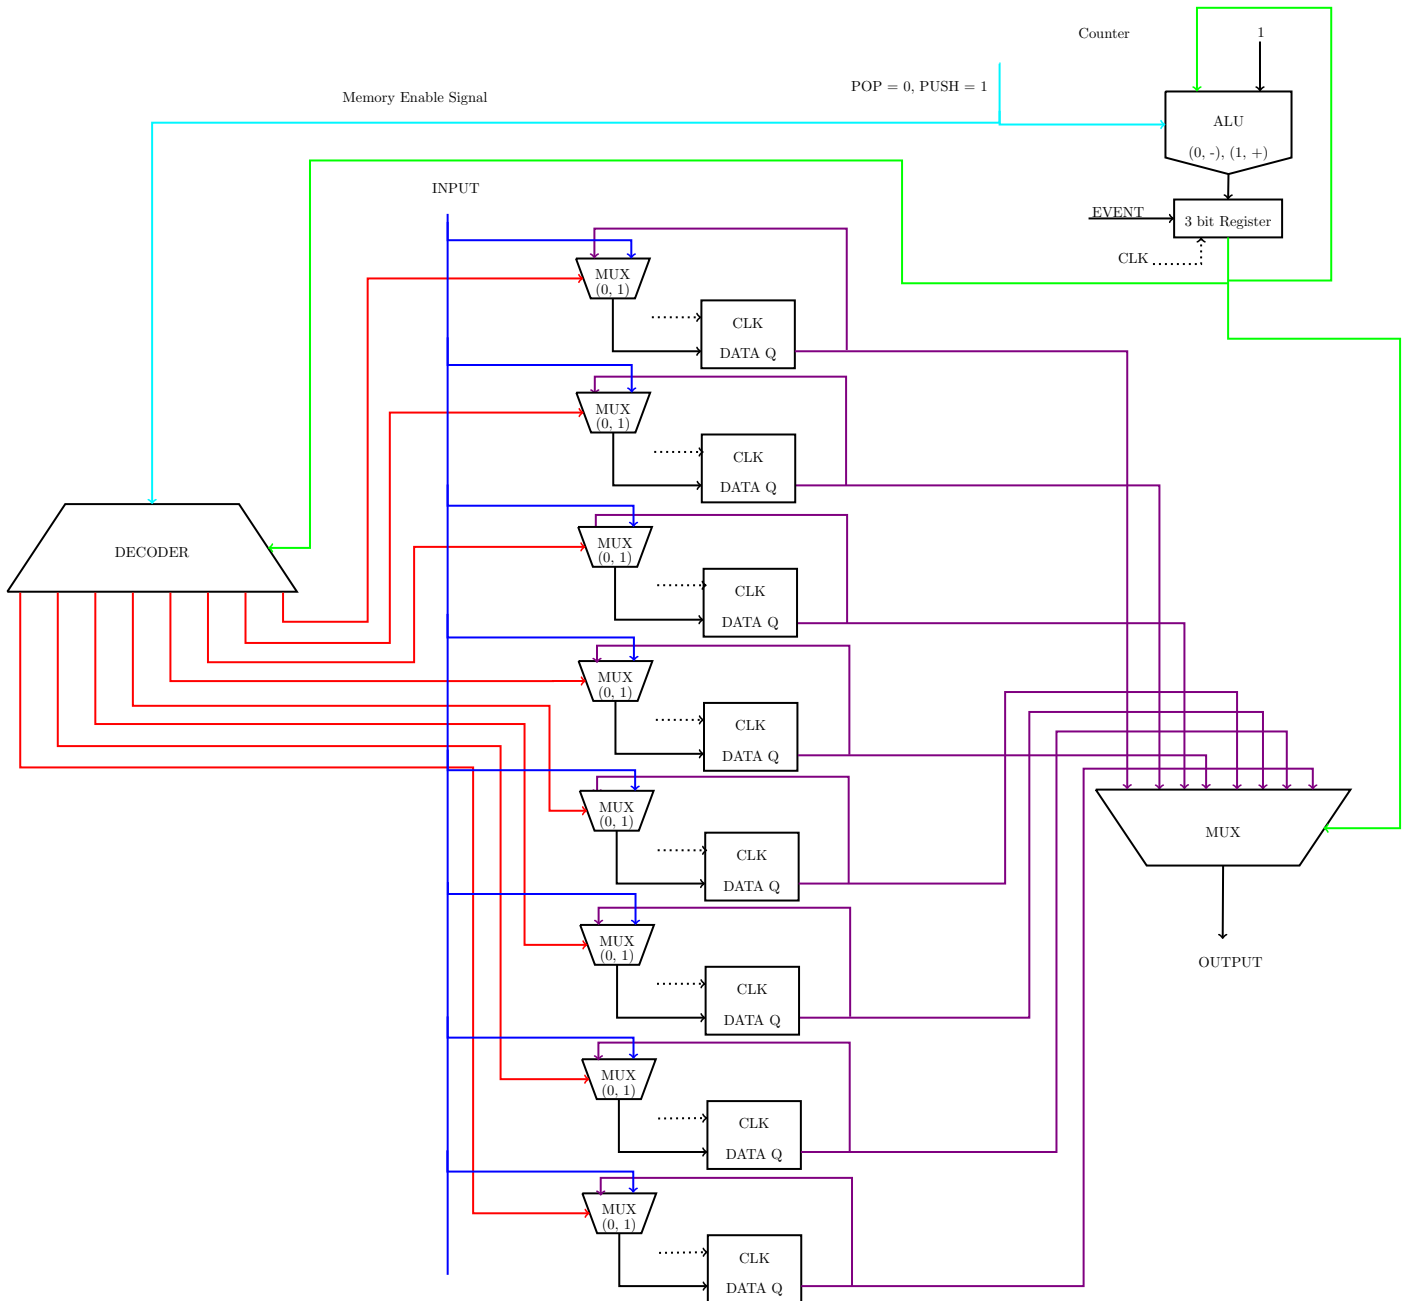 Counter
1
POP = 0, PUSH = 1
Memory Enable Signal
ALU
(0, -), (1, +)
INPUT
EVENT
3 bit Register
CLK
MUX
(0, 1)
CLK
DATA Q
MUX
(0, 1)
CLK
DATA Q
DECODER
MUX
(0, 1)
CLK
DATA Q
MUX
(0, 1)
CLK
DATA Q
MUX
(0, 1)
CLK
DATA Q
MUX
MUX
(0, 1)
CLK
DATA Q
OUTPUT
MUX
(0, 1)
CLK
DATA Q
MUX
(0, 1)
CLK
DATA Q